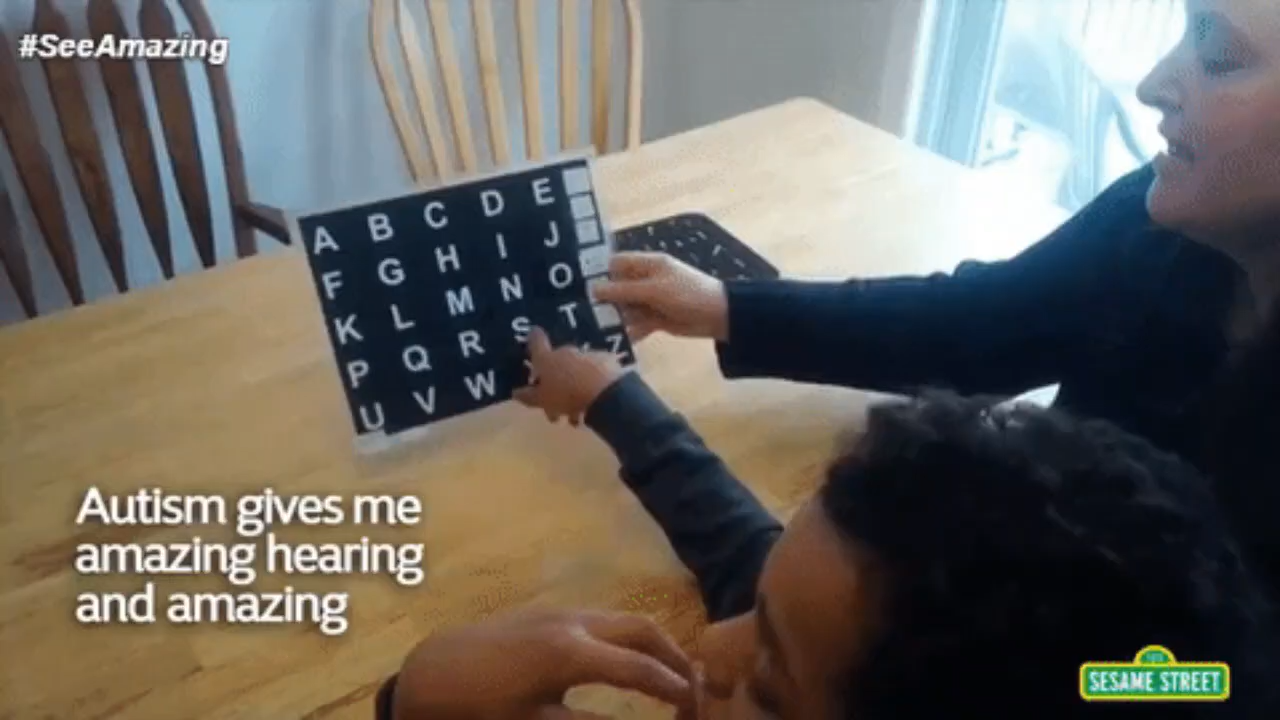 #SeeAmazing
A B C D E
F G H I J
K L M N O
P Q R S T
U V W Z
Autism gives me
amazing hearing
and amazing
SESAME STREET